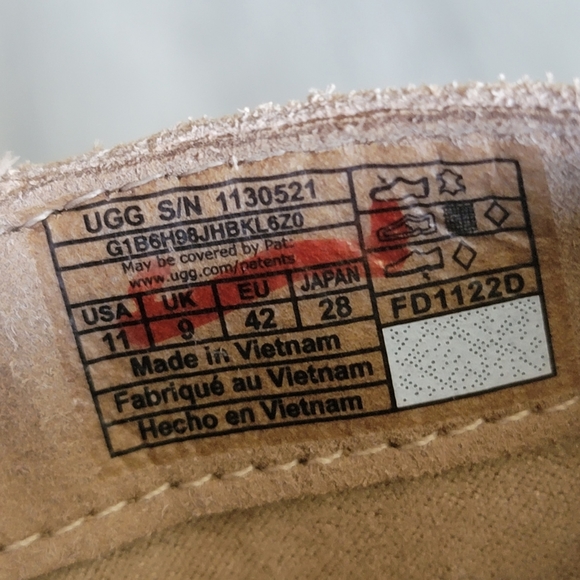 UGG S/N 1130521
G1B6H98JHBKL6Z0
May be covered by Pat:
www.ugg.com/patents
USA UK EU JAPAN
11 9 42 28
Made in Vietnam
Fabriqué au Vietnam
Hecho en Vietnam
FD1122D